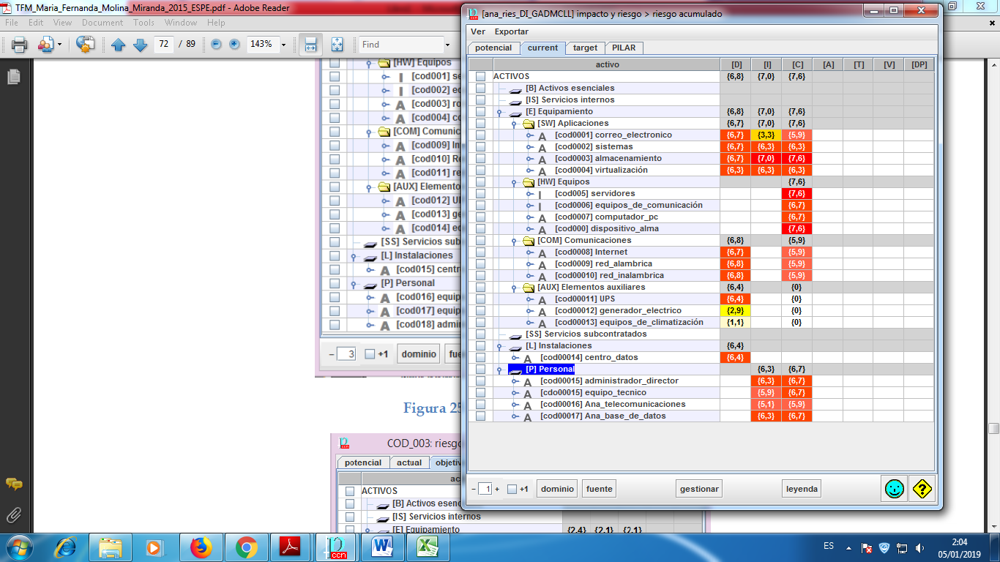 TFM_Maria_Fernanda_Molina_Miranda_2015_ESPE.pdf - Adobe Reader
File Edit View Document Tools Window Help
72 / 89 143% Find
[HW] Equipos
[cod001] se
[cod002] eq
[cod003] ro
[cod004] co
[COM] Comunic
[cod009] In
[cod010] Re
[cod011] re
[AUX] Elemento
[cod012] U
[cod013] ge
[cod014] eq
[SS] Servicios sub
[L] Instalaciones
[cod015] centr
[P] Personal
[cod016] equip
[cod017] equip
[cod018] admi
− 3 +1 dominio fue
Figura 25
COD_003: riesgo
potencial actual objetiv
ac
ACTIVOS
[B] Activos esenc
[IS] Servicios internos
[E] Equipamiento {2,4} {2,1} {2,1}
[ana_ries_DI_GADMCLL] impacto y riesgo > riesgo acumulado
Ver Exportar
potencial current target PILAR
activo [D] [I] [C] [A] [T] [V] [DP]
ACTIVOS {6,8} {7,0} {7,6}
[B] Activos esenciales
[IS] Servicios internos
[E] Equipamiento {6,8} {7,0} {7,6}
[SW] Aplicaciones {6,7} {7,0} {7,6}
A [cod0001] correo_electronico {6,7} {3,3} {5,9}
A [cod0002] sistemas {6,7} {6,3} {6,3}
A [cod0003] almacenamiento {6,7} {7,0} {7,6}
A [cod0004] virtualización {6,3} {6,3} {6,3}
[HW] Equipos {7,6}
I [cod005] servidores {7,6}
I [cod0006] equipos_de_comunicación {6,7}
A [cod0007] computador_pc {6,7}
A [cod000] dispositivo_alma {7,6}
[COM] Comunicaciones {6,8} {5,9}
A [cod0008] Internet {6,7} {5,9}
A [cod0009] red_alambrica {6,8} {5,9}
A [cod00010] red_inalambrica {6,8} {5,9}
[AUX] Elementos auxiliares {6,4} {0}
A [cod00011] UPS {6,4} {0}
A [cod00012] generador_electrico {2,9} {0}
A [cod00013] equipos_de_climatización {1,1} {0}
[SS] Servicios subcontratados
[L] Instalaciones {6,4}
A [cod00014] centro_datos {6,4}
[P] Personal {6,3} {6,7}
A [cod00015] administrador_director {6,3} {6,7}
A [cdo00015] equipo_tecnico {5,9} {6,7}
A [cod00016] Ana_telecomunicaciones {5,1} {5,9}
A [cod00017] Ana_base_de_datos {6,3} {6,7}
− 1 + +1 dominio fuente gestionar leyenda
ccn
ES 2:04
05/01/2019